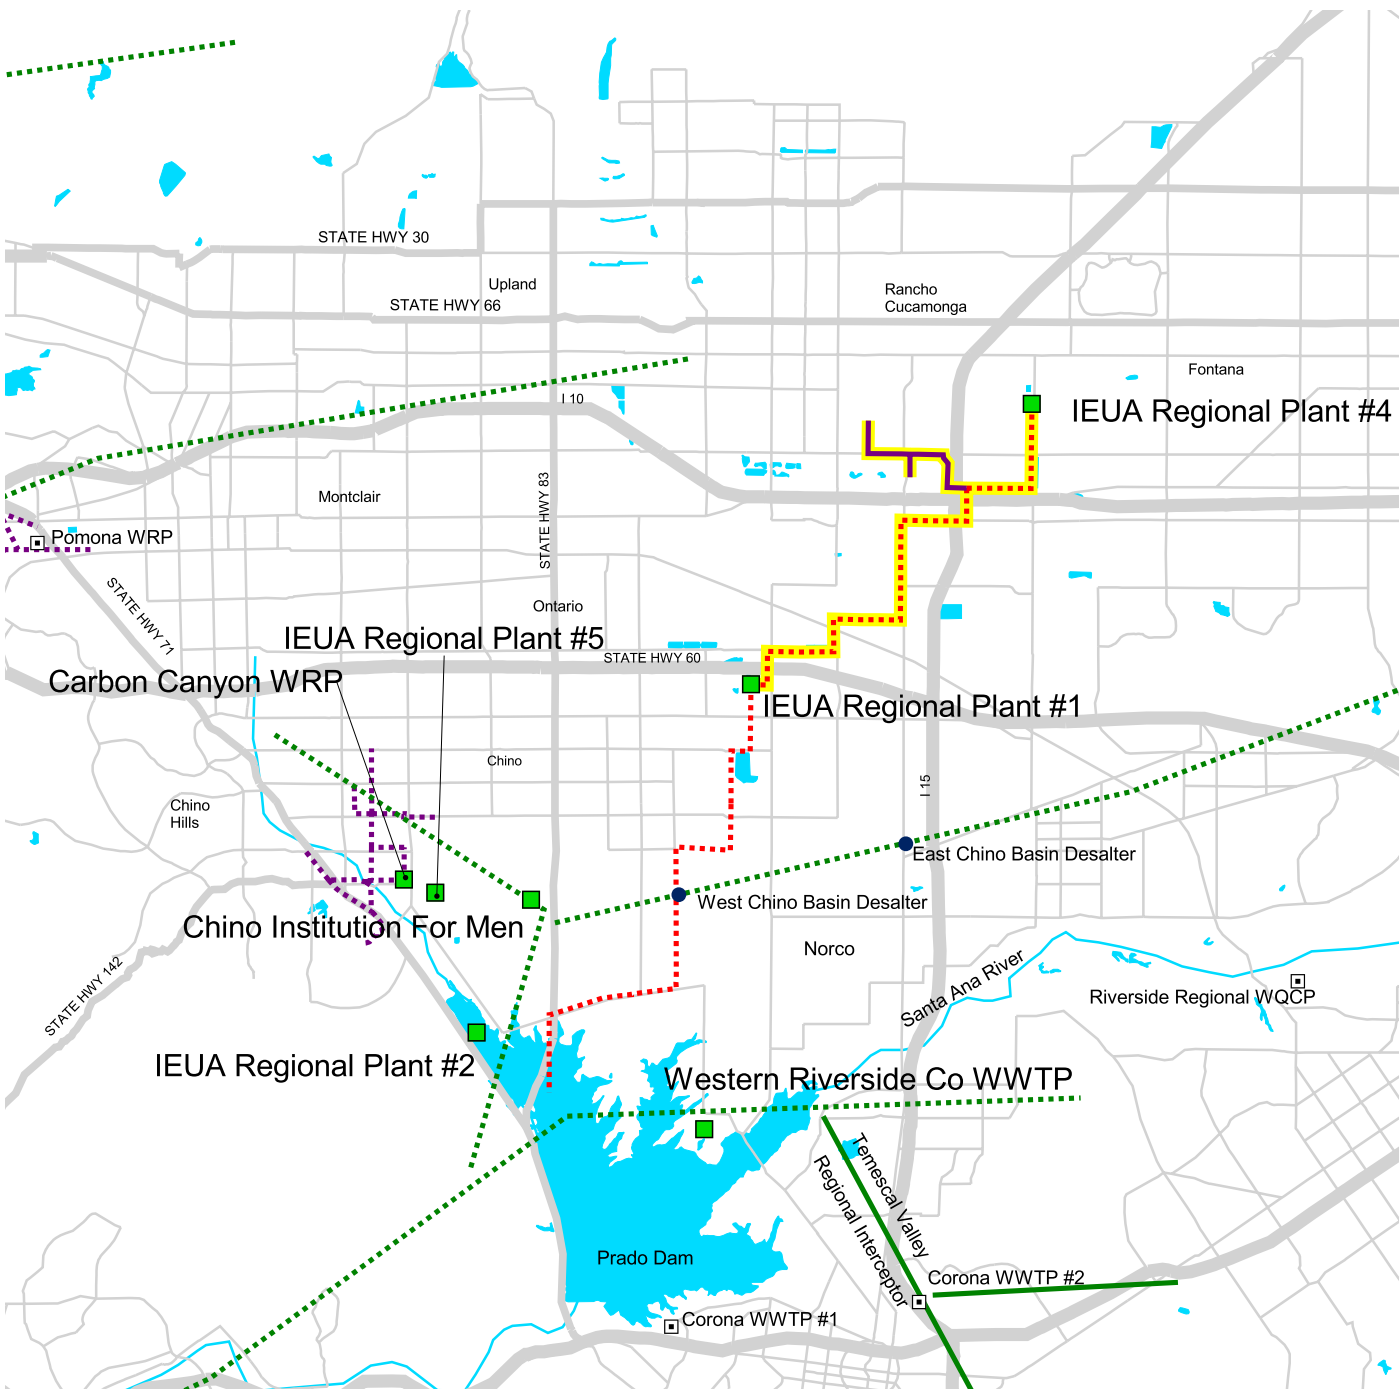 STATE HWY 30
Upland
STATE HWY 66
Rancho
Cucamonga
Fontana
I 10
IEUA Regional Plant #4
Montclair
STATE HWY 83
Pomona WRP
STATE HWY 71
Ontario
IEUA Regional Plant #5
STATE HWY 60
Carbon Canyon WRP
IEUA Regional Plant #1
Chino
I 15
Chino
Hills
East Chino Basin Desalter
West Chino Basin Desalter
Chino Institution For Men
Norco
STATE HWY 142
Santa Ana River
Riverside Regional WQCP
IEUA Regional Plant #2
Western Riverside Co WWTP
Temescal Valley
Regional Interceptor
Prado Dam
Corona WWTP #2
Corona WWTP #1